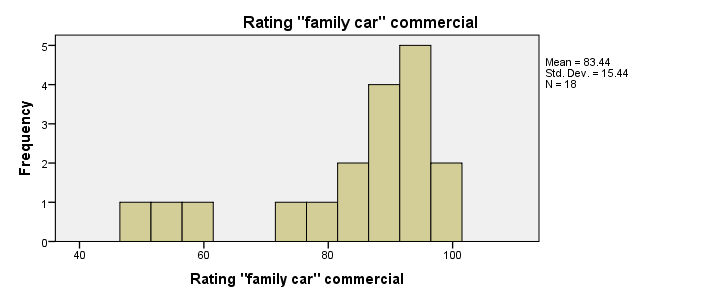 Rating "family car" commercial
5
4
3
2
1
0
Frequency
40 60 80 100
Rating "family car" commercial
Mean = 83.44
Std. Dev. = 15.44
N = 18